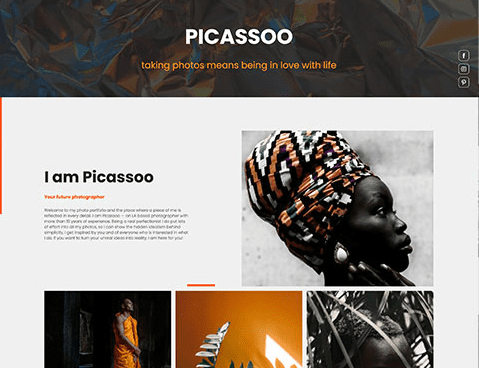 PICASSOO
taking photos means being in love with life
I am Picassoo
Your future photographer
Welcome to my photo portfolio and the place where a piece of me is
reflected in every detail. I am Picassoo — an LA based photographer with
more than 15 years of experience. Being a real perfectionist I do put lots
of effort into all my photos, so I can show the hidden idealism behind
simplicity. I get inspired by you and of everyone who is interested in what
I do. If you want to turn your unreal ideas into reality, I am here for you!